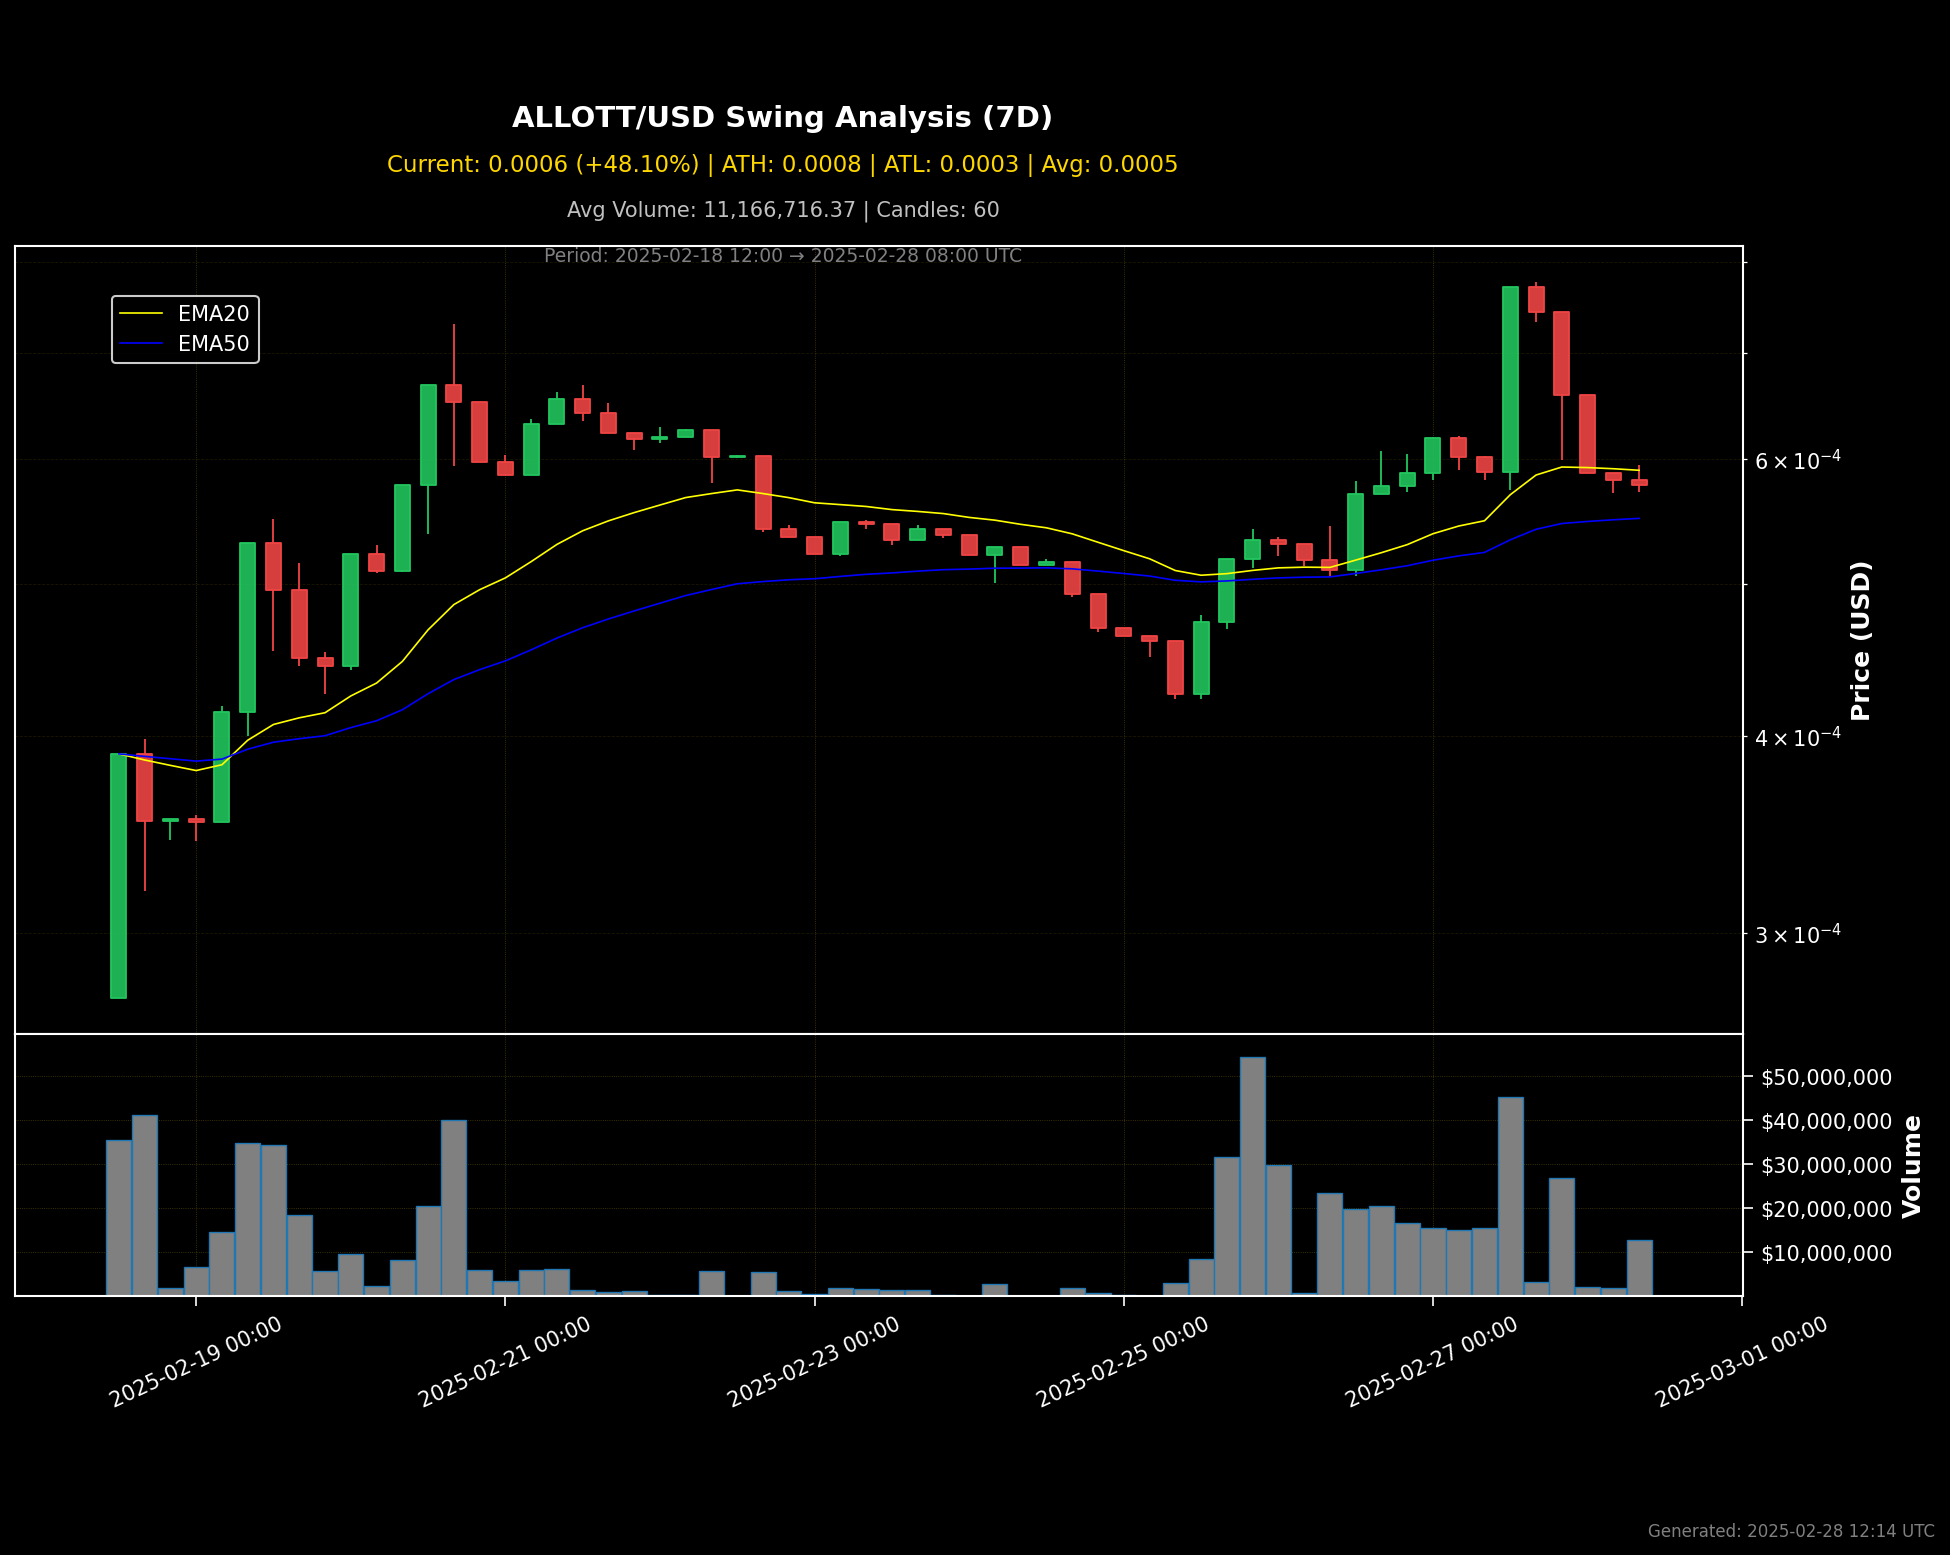 ALLOTT/USD Swing Analysis (7D)
Current: 0.0006 (+48.10%) | ATH: 0.0008 | ATL: 0.0003 | Avg: 0.0005
Avg Volume: 11,166,716.37 | Candles: 60
Period: 2025-02-18 12:00 → 2025-02-28 08:00 UTC
EMA20
EMA50
6 × 10⁻⁴
4 × 10⁻⁴
3 × 10⁻⁴
Price (USD)
$50,000,000
$40,000,000
$30,000,000
$20,000,000
$10,000,000
Volume
2025-02-19 00:00
2025-02-21 00:00
2025-02-23 00:00
2025-02-25 00:00
2025-02-27 00:00
2025-03-01 00:00
Generated: 2025-02-28 12:14 UTC